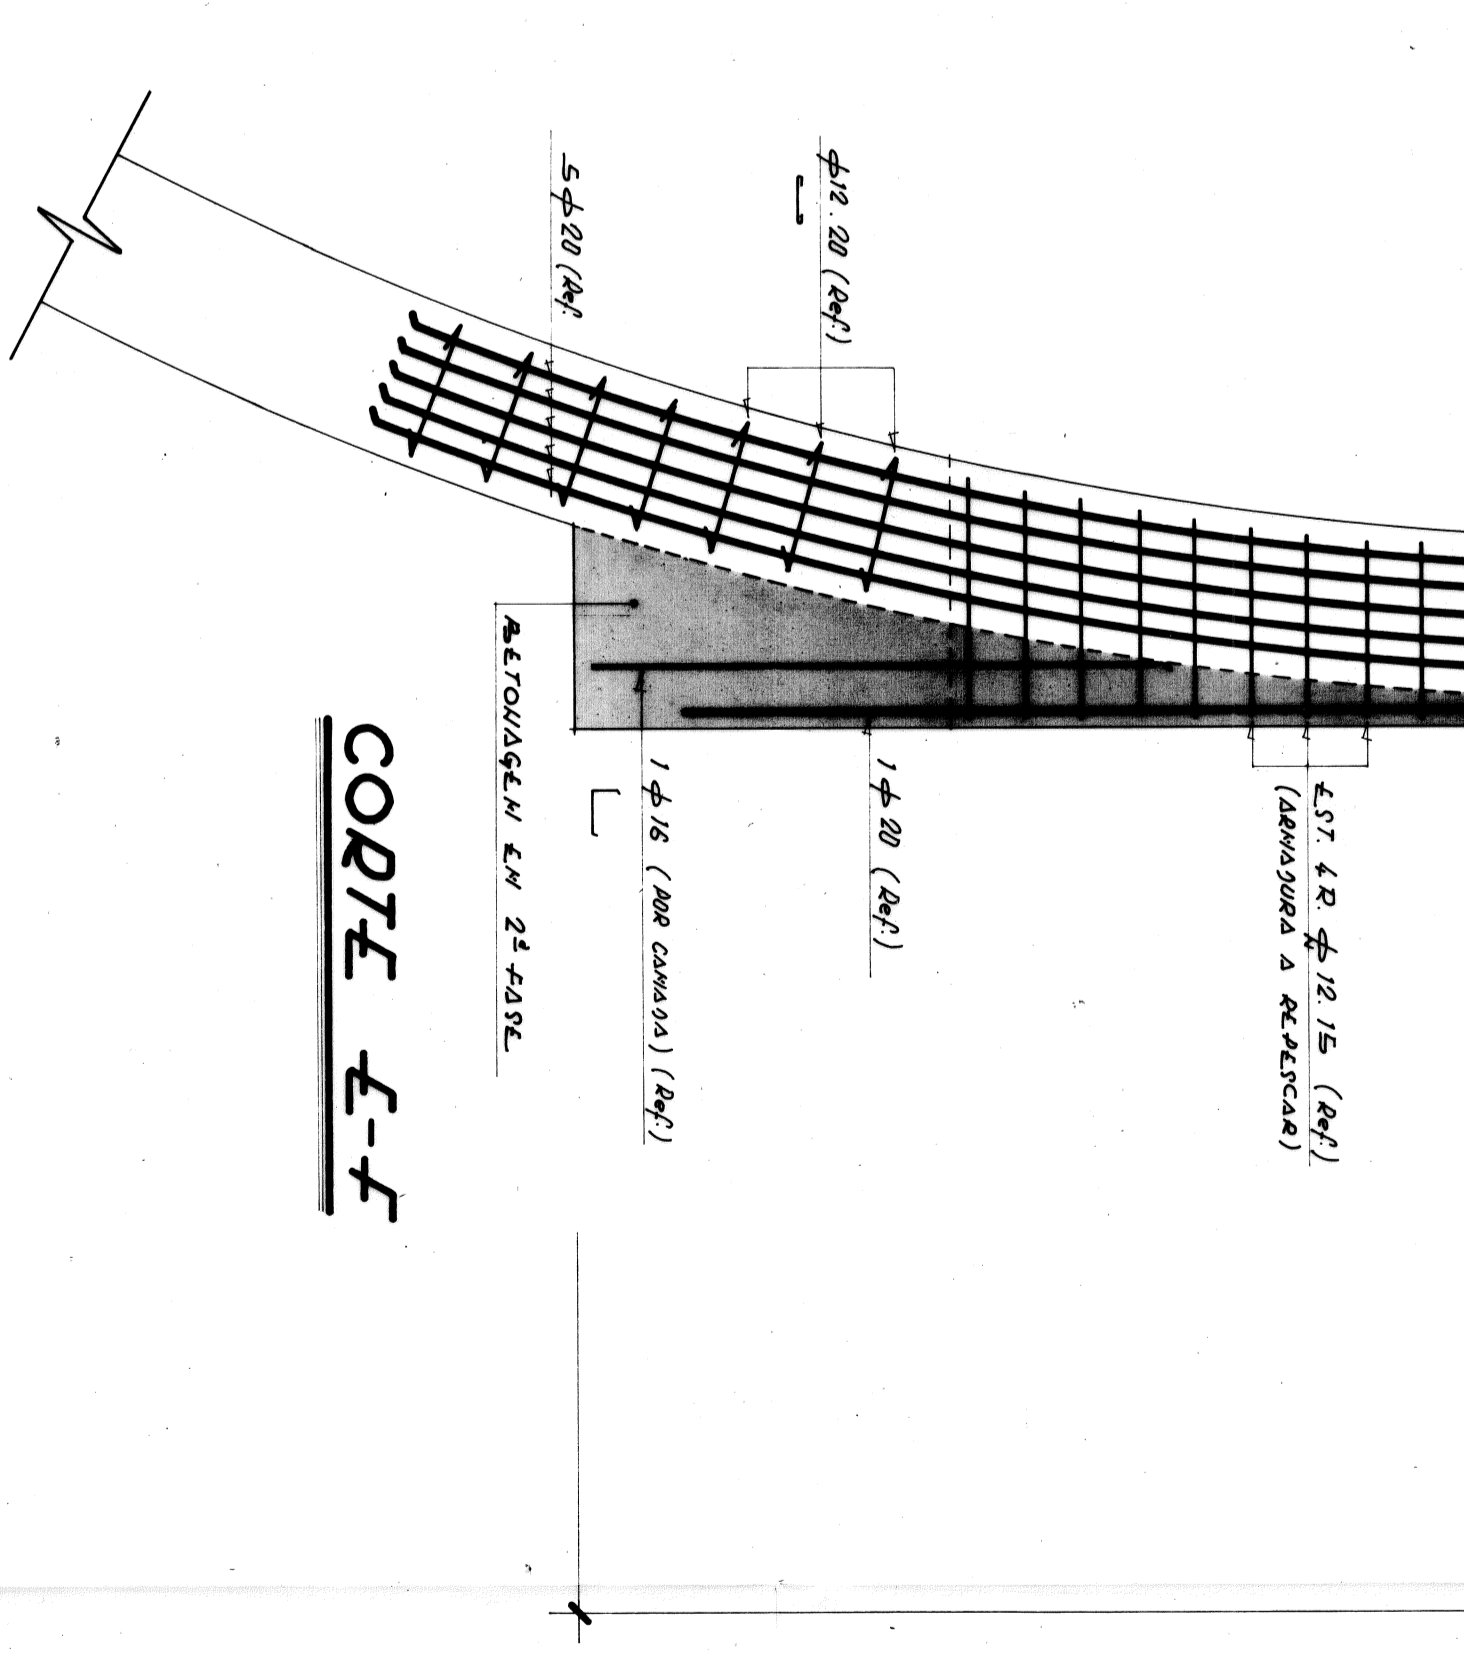 5ϕ20 (Ref.
ϕ12.20 (Ref.)
BETONAGEM EM 2ª FASE
1ϕ16 (POR CAMADA) (Ref.)
1ϕ20 (Ref.)
EST. 4R. ϕ12.15 (Ref.)
(ARMADURA A REPESCAR)
CORTE E-F